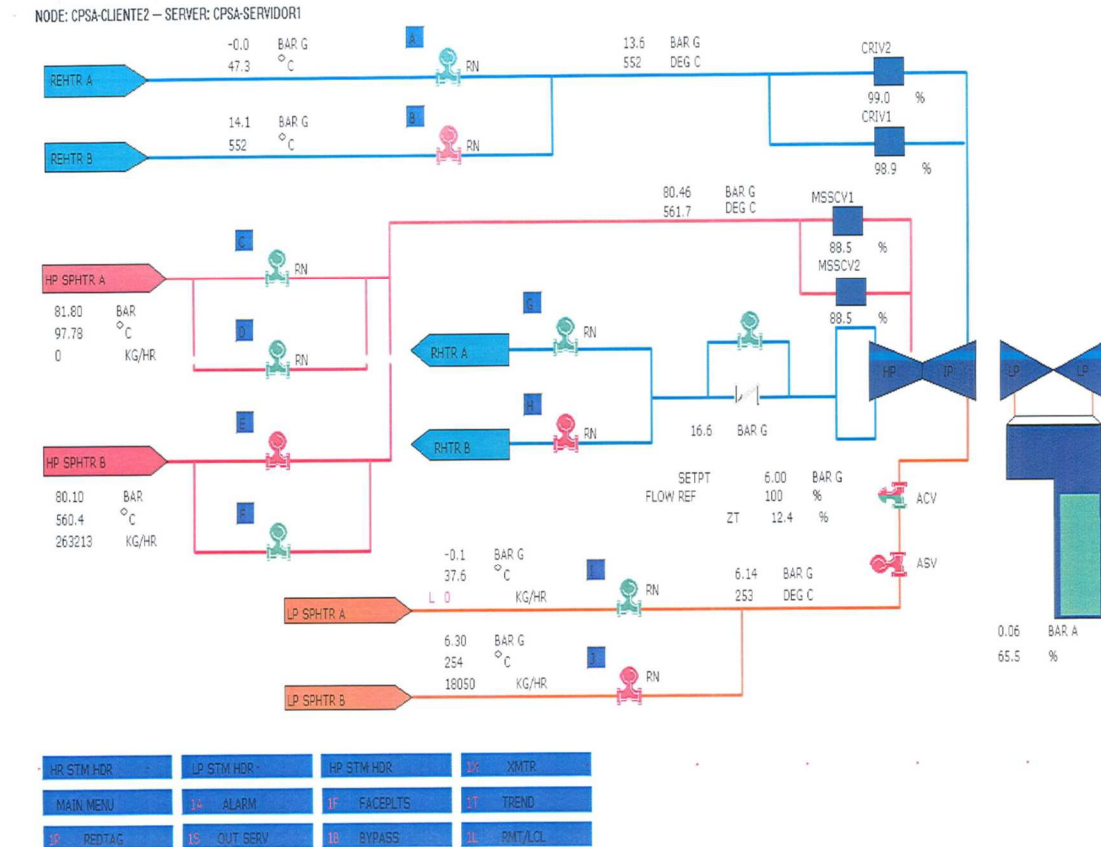 NODE: CPSA-CLIENTE2 – SERVER: CPSA-SERVIDOR1
-0.0 BAR G
47.3 °C
A
RN
13.6 BAR G
552 DEG C
CRIV2
99.0 %
REHTR A
14.1 BAR G
552 °C
B
RN
CRIV1
98.9 %
REHTR B
80.46 BAR G
561.7 DEG C
MSSCV1
88.5 %
MSSCV2
88.5 %
C
RN
HP SPHTR A
81.80 BAR
97.78 °C
0 KG/HR
D
RN
G
RN
RHTR A
H
RN
RHTR B
16.6 BAR G
HP IP
LP LP
E
HP SPHTR B
80.10 BAR
560.4 °C
263213 KG/HR
SETPT 6.00 BAR G
FLOW REF 100 %
ZT 12.4 %
ACV
ASV
-0.1 BAR G
37.6 °C
L 0 KG/HR
I
RN
LP SPHTR A
6.14 BAR G
253 DEG C
6.30 BAR G
254 °C
18050 KG/HR
RN
LP SPHTR B
0.06 BAR A
65.5 %
HR STM HDR
LP STM HDR
HP STM HDR
XMTR
MAIN MENU
1A ALARM
1F FACEPLTS
1T TREND
1R REDTAG
1S OUT SERV
1B BYPASS
1L RMT/LCL